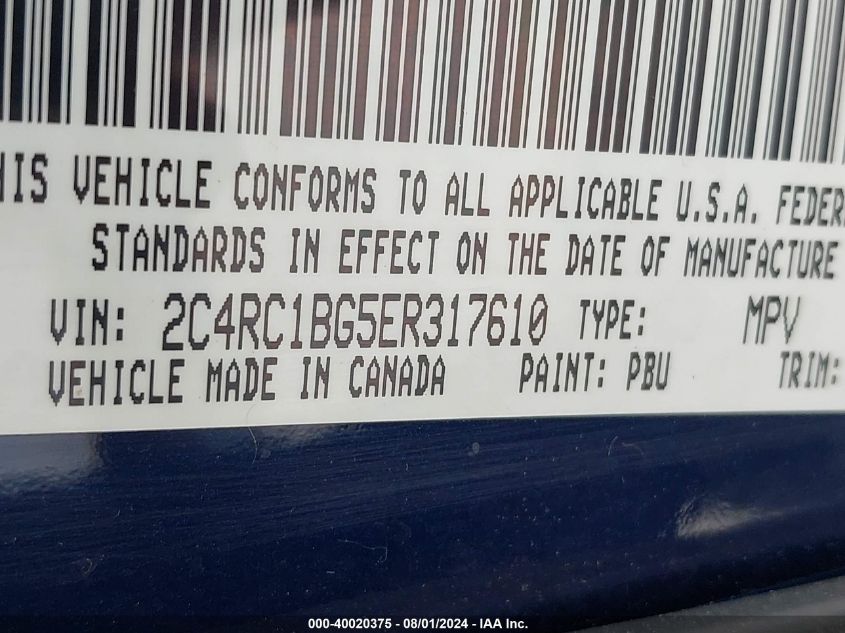 HIS VEHICLE CONFORMS TO ALL APPLICABLE U.S.A. FEDER
STANDARDS IN EFFECT ON THE DATE OF MANUFACTURE
VIN: 2C4RC1BG5ER317610 TYPE: MPV
VEHICLE MADE IN CANADA PAINT: PBU TRIM:
000-40020375 - 08/01/2024 - IAA Inc.